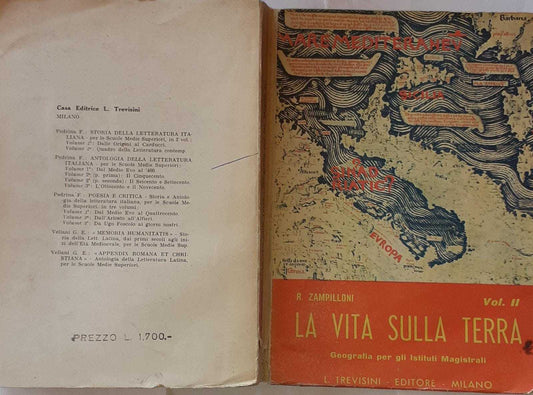 Casa Editrice L. Trevisini
MILANO
Pedrina F.: STORIA DELLA LETTERATURA ITA-
LIANA - per le Scuole Medie Superiori, in 2 vol.:
Volume 1°: Dalle Origini al Carducci.
Volume 2°: Quadro della Letteratura contemp.
Pedrina F.: ANTOLOGIA DELLA LETTERATURA
ITALIANA - per le Scuole Medie Superiori:
Volume 1°: Dal Medio Evo al '400.
Volume 2° (p. prima): Il Cinquecento.
Volume 2° (p. seconda): Il Seicento e Settecento.
Volume 3°: L'Ottocento e il Novecento.
Pedrina F.: POESIA E CRITICA - Storia e Antolo-
gia della letteratura italiana, per le Scuole Me-
die Superiori, in tre volumi:
Volume 1°: Dal Medio Evo al Quattrocento
Volume 2°: Dall'Ariosto all'Alfieri.
Volume 3°: Da Ugo Foscolo ai giorni nostri.
Vellani G. E.: «MEMORIA HUMANITATIS» - Sto-
ria della Lett. Latina, dai primi secoli agli ini-
zi dell'Età Medioevale, per le Scuole Medie Sup.
Vellani G. E.: «APPENDIX ROMANA ET CHRI-
STIANA» - Antologia della Letteratura Latina,
per le Scuole Medie Superiori.
PREZZO L. 1.700.-
Barbaria
MARE MEDITERANEV
EVROPA
R. ZAMPILLONI
Vol. II
LA VITA SULLA TERRA
Geografia per gli Istituti Magistrali
L. TREVISINI - EDITORE - MILANO